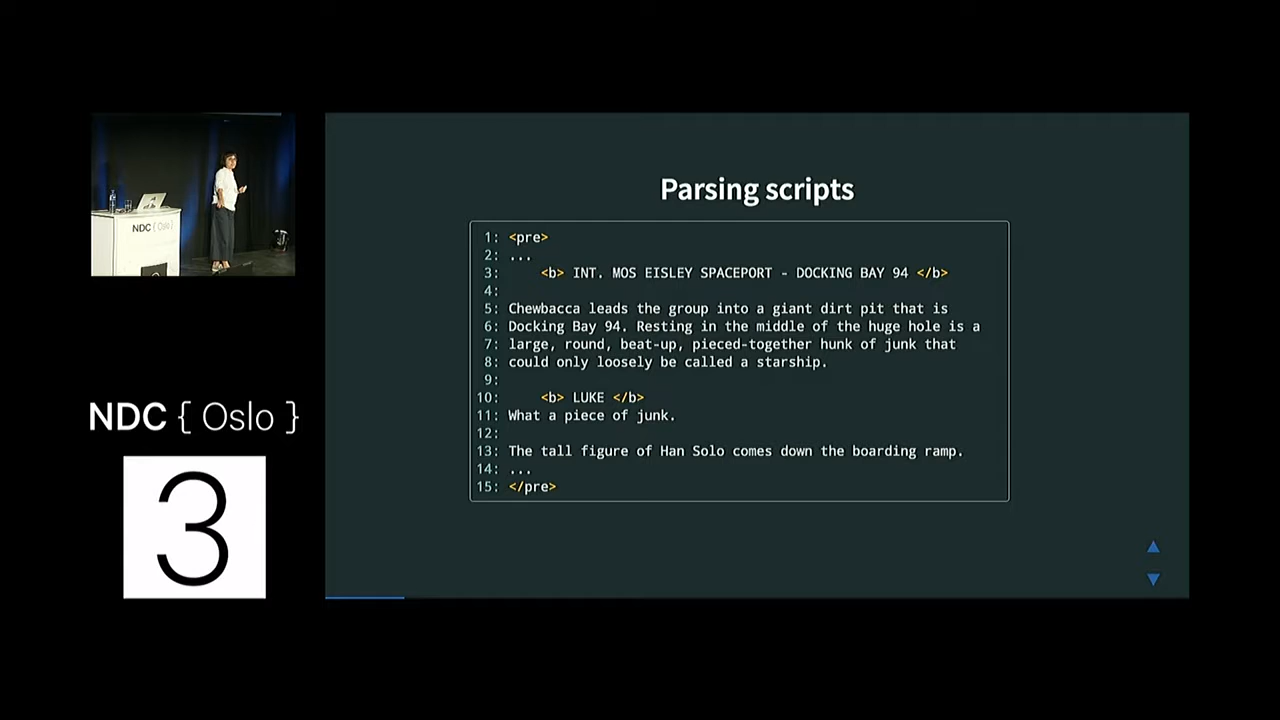 Parsing scripts
1: <pre>
2: ...
3: <b> INT. MOS EISLEY SPACEPORT - DOCKING BAY 94 </b>
4:
5: Chewbacca leads the group into a giant dirt pit that is
6: Docking Bay 94. Resting in the middle of the huge hole is a
7: large, round, beat-up, pieced-together hunk of junk that
8: could only loosely be called a starship.
9:
10: <b> LUKE </b>
11: What a piece of junk.
12:
13: The tall figure of Han Solo comes down the boarding ramp.
14: ...
15: </pre>
NDC { Oslo }
NDC { Oslo }
3